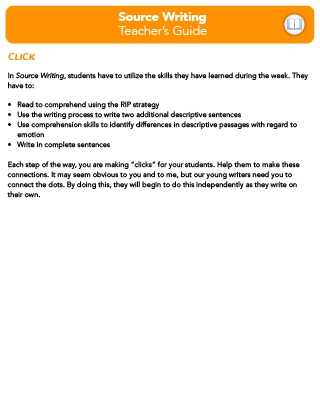 Source Writing
Teacher's Guide
CLICK
In Source Writing, students have to utilize the skills they have learned during the week. They
have to:
• Read to comprehend using the RIP strategy
• Use the writing process to write two additional descriptive sentences
• Use comprehension skills to identify differences in descriptive passages with regard to
emotion
• Write in complete sentences
Each step of the way, you are making "clicks" for your students. Help them to make these
connections. It may seem obvious to you and to me, but our young writers need you to
connect the dots. By doing this, they will begin to do this independently as they write on
their own.